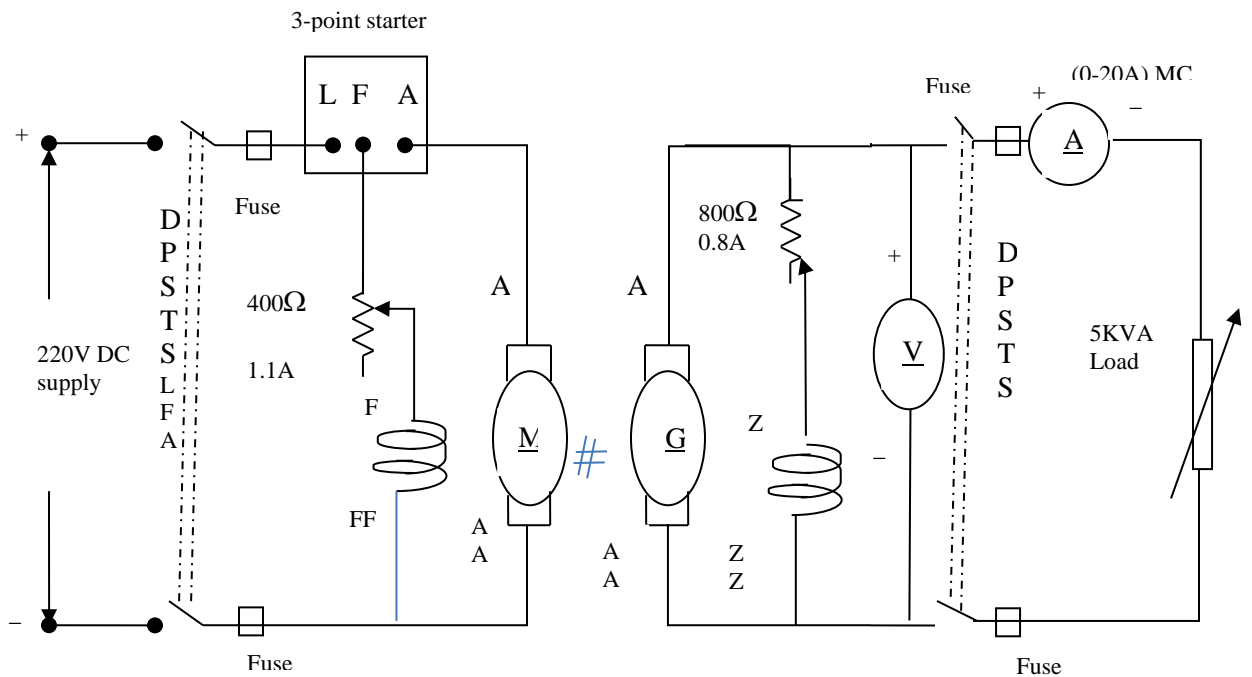 3-point starter
L F A
Fuse
(0-20A) MC
+
−
+
A
Fuse
D
P
S
T
S
L
F
A
800Ω
0.8A
+
D
P
S
T
S
400Ω
1.1A
A
A
220V DC
supply
V
5KVA
Load
F
Z
M
#
G
−
FF
A
A
A
A
Z
Z
−
Fuse
Fuse